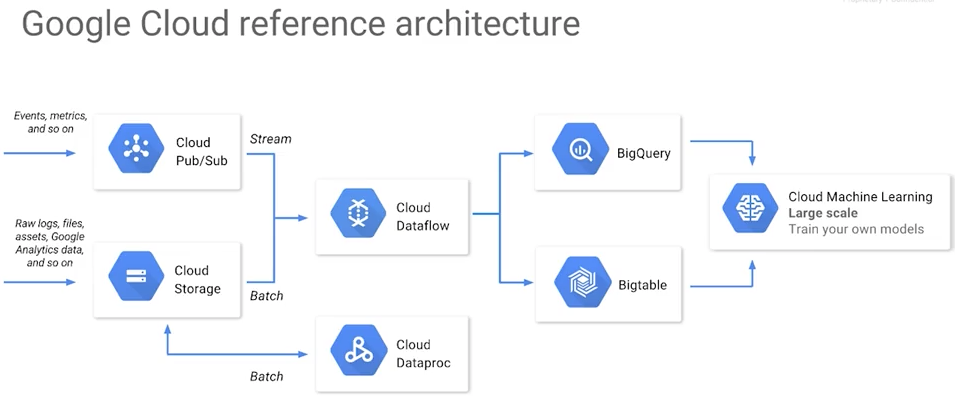 Google Cloud reference architecture
Events, metrics,
and so on
Cloud
Pub/Sub
Stream
BigQuery
Cloud Machine Learning
Large scale
Train your own models
Raw logs, files,
assets, Google
Analytics data,
and so on
Cloud
Dataflow
Cloud
Storage
Batch
Bigtable
Cloud
Dataproc
Batch